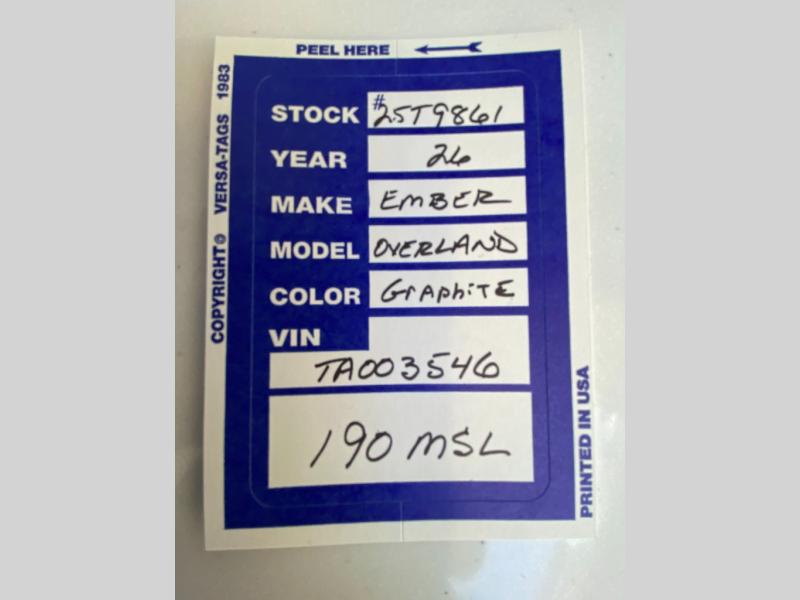 PEEL HERE
COPYRIGHT © VERSA-TAGS 1983
STOCK #25T9861
YEAR 26
MAKE EMBER
MODEL OVERLAND
COLOR GrAphiTE
VIN
TA003546
190 MSL
PRINTED IN USA